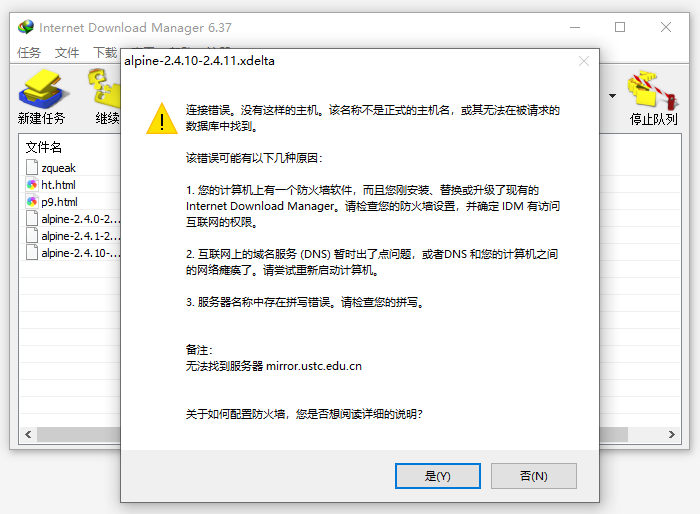 Internet Download Manager 6.37
任务 文件 下载
alpine-2.4.10-2.4.11.xdelta
新建任务 继续 停止队列
文件名
zqueak
ht.html
p9.html
alpine-2.4.0-2...
alpine-2.4.1-2...
alpine-2.4.10-...
连接错误。没有这样的主机。该名称不是正式的主机名，或其无法在被请求的
数据库中找到。
该错误可能有以下几种原因：
1. 您的计算机上有一个防火墙软件，而且您刚安装、替换或升级了现有的
Internet Download Manager。请检查您的防火墙设置，并确定 IDM 有访问
互联网的权限。
2. 互联网上的域名服务 (DNS) 暂时出了点问题，或者DNS 和您的计算机之间
的网络瘫痪了。请尝试重新启动计算机。
3. 服务器名称中存在拼写错误。请检查您的拼写。
备注：
无法找到服务器 mirror.ustc.edu.cn
关于如何配置防火墙，您是否想阅读详细的说明？
是(Y) 否(N)